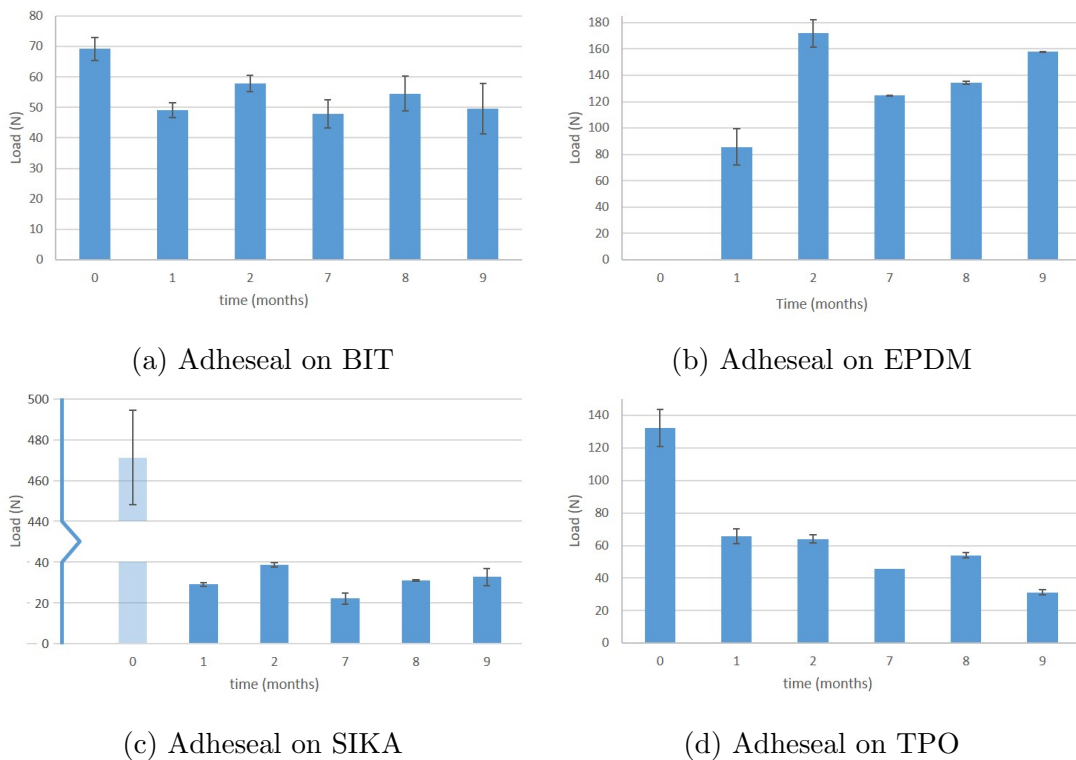 80
70
60
50
40
30
20
10
0
Load (N)
0 1 2 7 8 9
time (months)
(a) Adheseal on BIT
180
160
140
120
100
80
60
40
20
0
Load (N)
0 1 2 7 8 9
Time (months)
(b) Adheseal on EPDM
500
480
460
440
40
20
0
Load (N)
0 1 2 7 8 9
time (months)
(c) Adheseal on SIKA
140
120
100
80
60
40
20
0
Load (N)
0 1 2 7 8 9
time (months)
(d) Adheseal on TPO